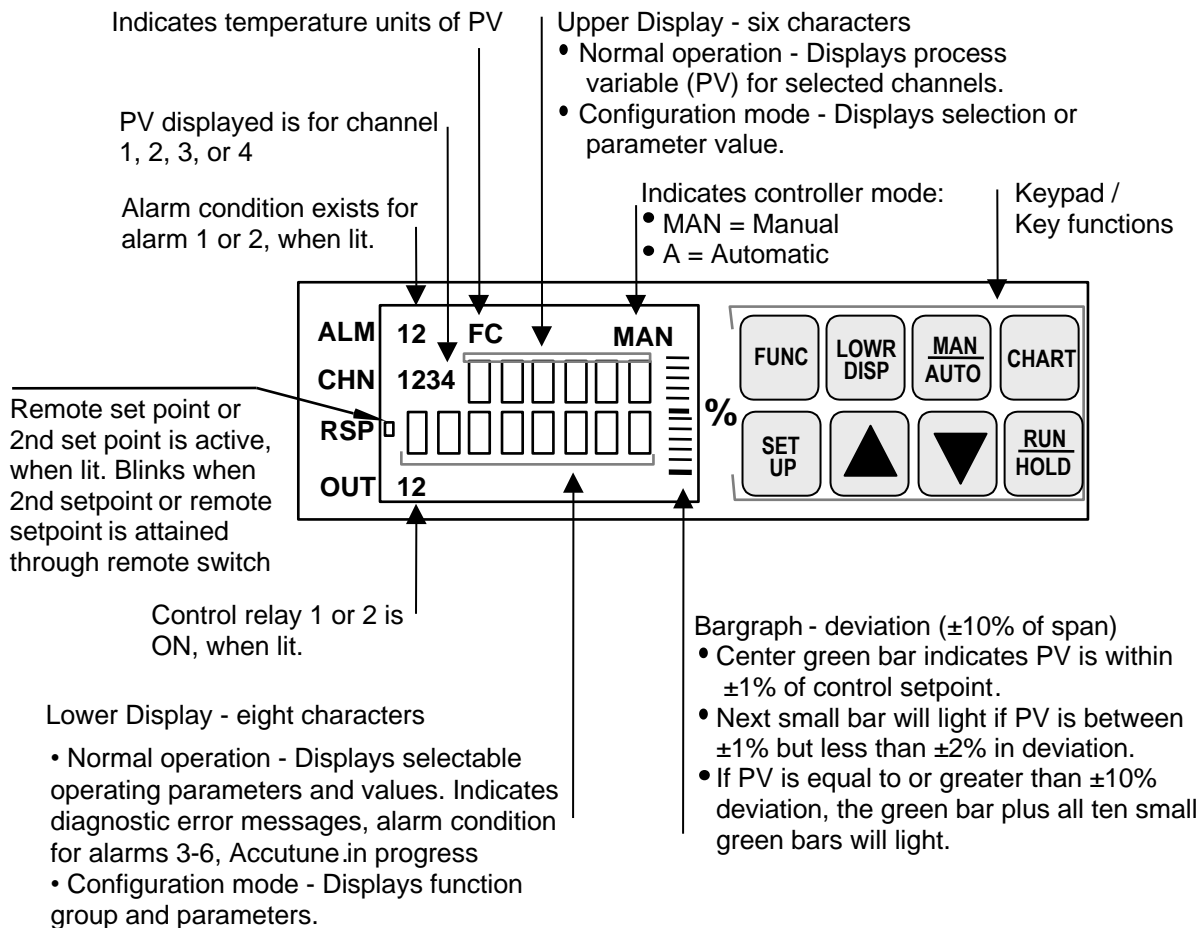 Indicates temperature units of PV
Upper Display - six characters
• Normal operation - Displays process
variable (PV) for selected channels.
• Configuration mode - Displays selection or
parameter value.
PV displayed is for channel
1, 2, 3, or 4
Alarm condition exists for
alarm 1 or 2, when lit.
Indicates controller mode:
• MAN = Manual
• A = Automatic
Keypad /
Key functions
ALM 12 FC MAN
CHN 1234
RSP
OUT 12
%
FUNC
LOWR
DISP
MAN
AUTO
CHART
SET
UP
RUN
HOLD
Remote set point or
2nd set point is active,
when lit. Blinks when
2nd setpoint or remote
setpoint is attained
through remote switch
Control relay 1 or 2 is
ON, when lit.
Lower Display - eight characters
• Normal operation - Displays selectable
operating parameters and values. Indicates
diagnostic error messages, alarm condition
for alarms 3-6, Accutune.in progress
• Configuration mode - Displays function
group and parameters.
Bargraph - deviation (±10% of span)
• Center green bar indicates PV is within
±1% of control setpoint.
• Next small bar will light if PV is between
±1% but less than ±2% in deviation.
• If PV is equal to or greater than ±10%
deviation, the green bar plus all ten small
green bars will light.